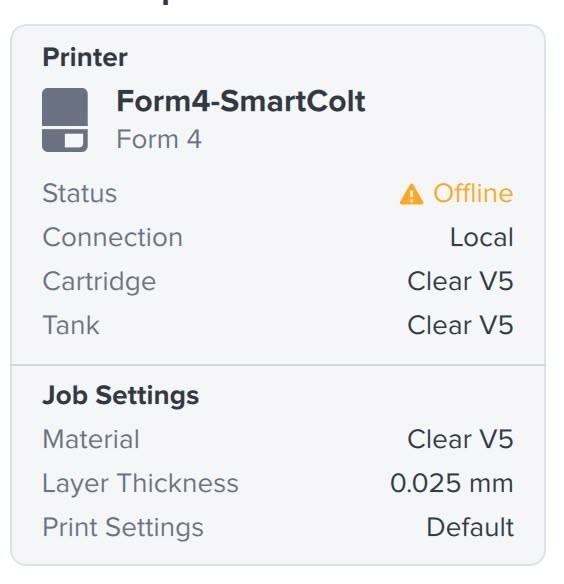 Printer
Form4-SmartColt
Form 4
Status Offline
Connection Local
Cartridge Clear V5
Tank Clear V5
Job Settings
Material Clear V5
Layer Thickness 0.025 mm
Print Settings Default